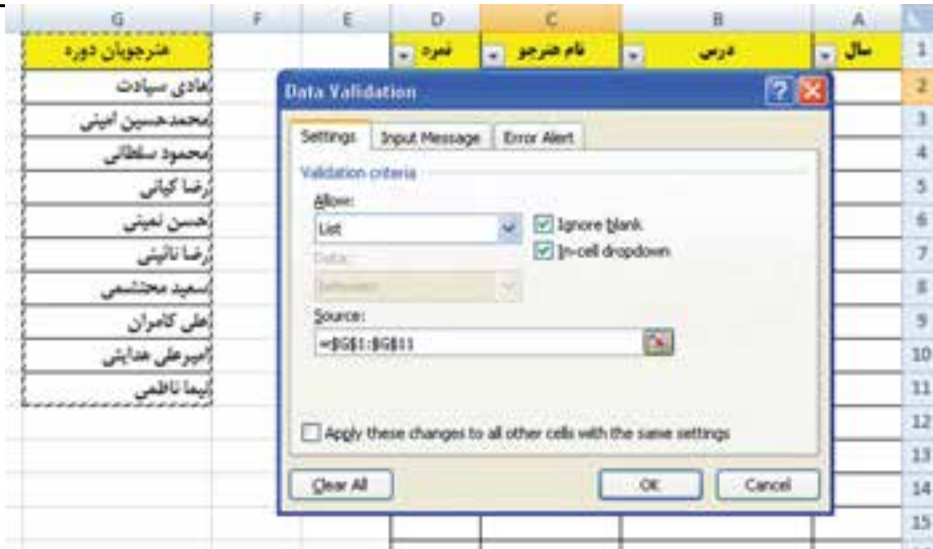 G F E D C B A
هنرجویان دوره نمره نام هنرجو درس سال 1
هادی سیادت 2
محمدحسین امینی 3
محمود سلطانی 4
رضا کیانی 5
حسن نمینی 6
رضا نائینی 7
سعید محتشمی 8
علی کامران 9
امیرعلی هدایتی 10
نیما ناظمی 11
12
13
14
15
Data Validation
Settings Input Message Error Alert
Validation criteria
Allow:
List Ignore blank
Data: In-cell dropdown
between
Source:
=$G$1:$G$11
Apply these changes to all other cells with the same settings
Clear All OK Cancel